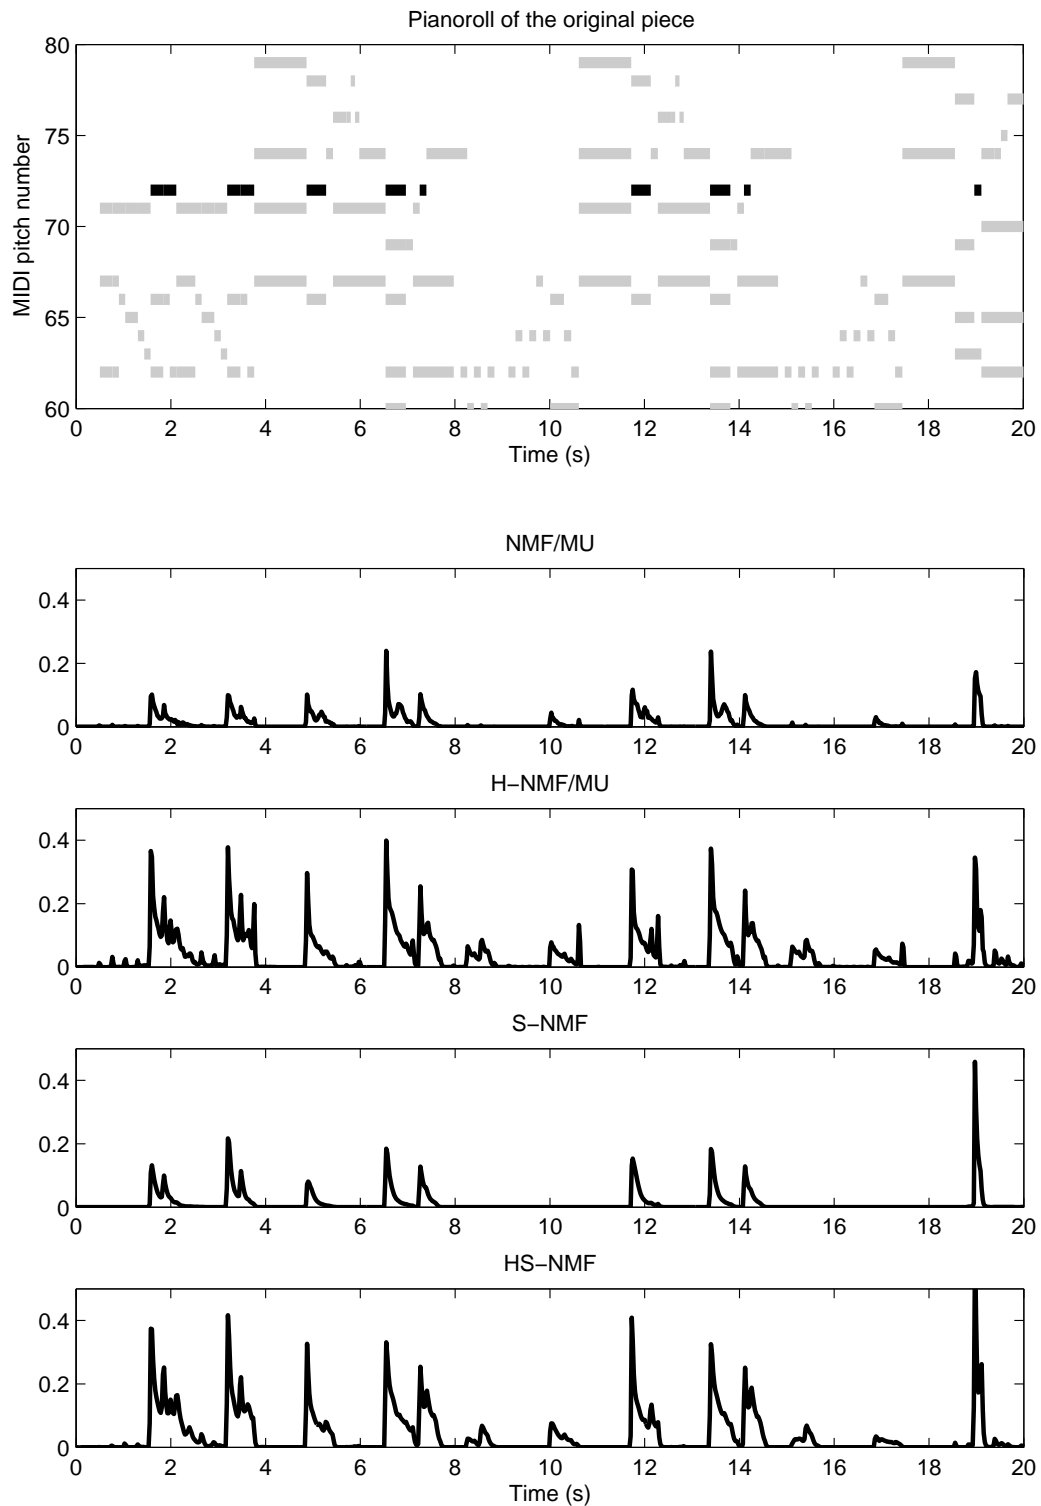 Pianoroll of the original piece
80
75
70
65
60
MIDI pitch number
0 2 4 6 8 10 12 14 16 18 20
Time (s)
NMF/MU
0.4
0.2
0
0 2 4 6 8 10 12 14 16 18 20
H−NMF/MU
0.4
0.2
0
0 2 4 6 8 10 12 14 16 18 20
S−NMF
0.4
0.2
0
0 2 4 6 8 10 12 14 16 18 20
HS−NMF
0.4
0.2
0
0 2 4 6 8 10 12 14 16 18 20
Time (s)